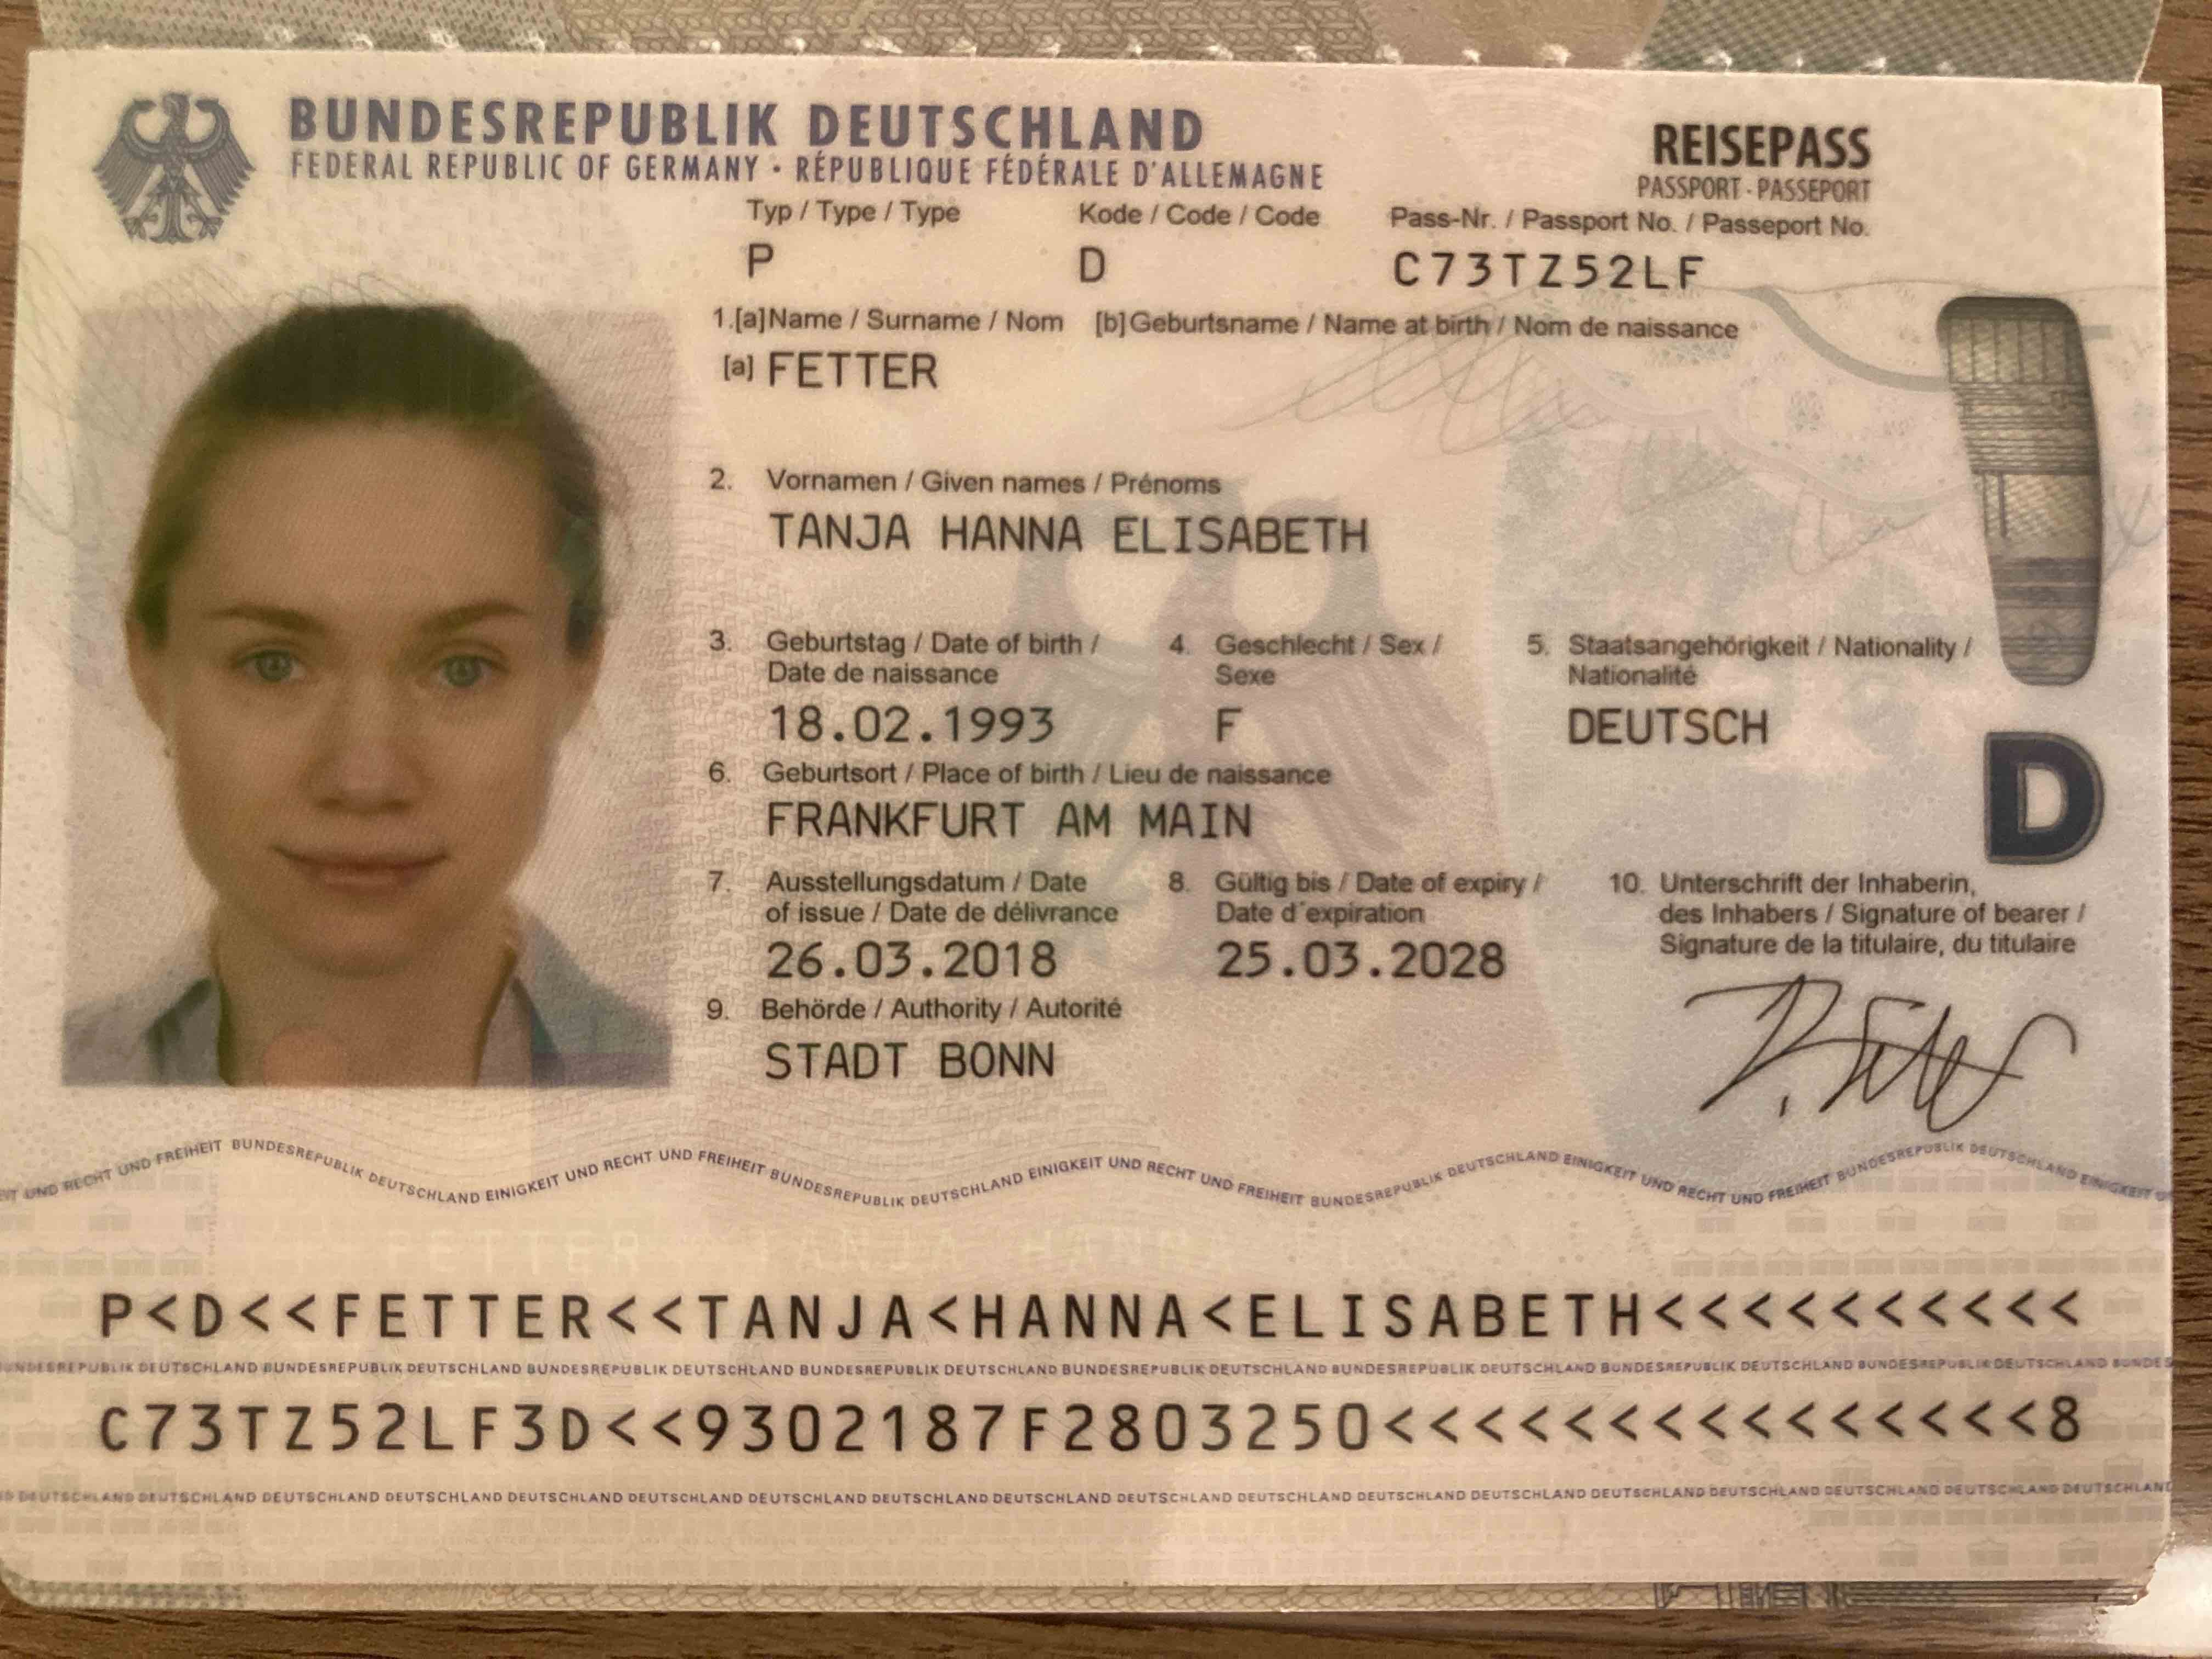 BUNDESREPUBLIK DEUTSCHLAND
FEDERAL REPUBLIC OF GERMANY · RÉPUBLIQUE FÉDÉRALE D'ALLEMAGNE
REISEPASS
PASSPORT - PASSEPORT
Typ / Type / Type Kode / Code / Code Pass-Nr. / Passport No. / Passeport No.
P D C73TZ52LF
1.[a]Name / Surname / Nom [b]Geburtsname / Name at birth / Nom de naissance
[a] FETTER
2. Vornamen / Given names / Prénoms
TANJA HANNA ELISABETH
3. Geburtstag / Date of birth / 4. Geschlecht / Sex / 5. Staatsangehörigkeit / Nationality /
Date de naissance Sexe Nationalité
18.02.1993 F DEUTSCH
D
6. Geburtsort / Place of birth / Lieu de naissance
FRANKFURT AM MAIN
7. Ausstellungsdatum / Date 8. Gültig bis / Date of expiry / 10. Unterschrift der Inhaberin,
of issue / Date de délivrance Date d´expiration des Inhabers / Signature of bearer /
Signature de la titulaire, du titulaire
26.03.2018 25.03.2028
9. Behörde / Authority / Autorité
STADT BONN
UND RECHT UND FREIHEIT BUNDESREPUBLIK DEUTSCHLAND EINIGKEIT UND RECHT UND FREIHEIT BUNDESREPUBLIK DEUTSCHLAND EINIGKEIT UND RECHT UND FREIHEIT BUNDESREPUBLIK DEUTSCHLAND EINIGKEIT UND RECHT UND FREIHEIT BUNDESREPUBLIK DEUTSCHLAND EINIGKEIT
P<D<<FETTER<<TANJA<HANNA<ELISABETH<<<<<<<<<<
BUNDESREPUBLIK DEUTSCHLAND BUNDESREPUBLIK DEUTSCHLAND BUNDESREPUBLIK DEUTSCHLAND BUNDESREPUBLIK DEUTSCHLAND BUNDESREPUBLIK DEUTSCHLAND BUNDESREPUBLIK DEUTSCHLAND BUNDESREPUBLIK DEUTSCHLAND BUNDESREPUBLIK DEUTSCHLAND
C73TZ52LF3D<<9302187F2803250<<<<<<<<<<<<<<<8
DEUTSCHLAND DEUTSCHLAND DEUTSCHLAND DEUTSCHLAND DEUTSCHLAND DEUTSCHLAND DEUTSCHLAND DEUTSCHLAND DEUTSCHLAND DEUTSCHLAND DEUTSCHLAND DEUTSCHLAND DEUTSCHLAND DEUTSCHLAND DEUTSCHLAND DEUTSCHLAND DEUTSCHLAND DEUTSCHLAND